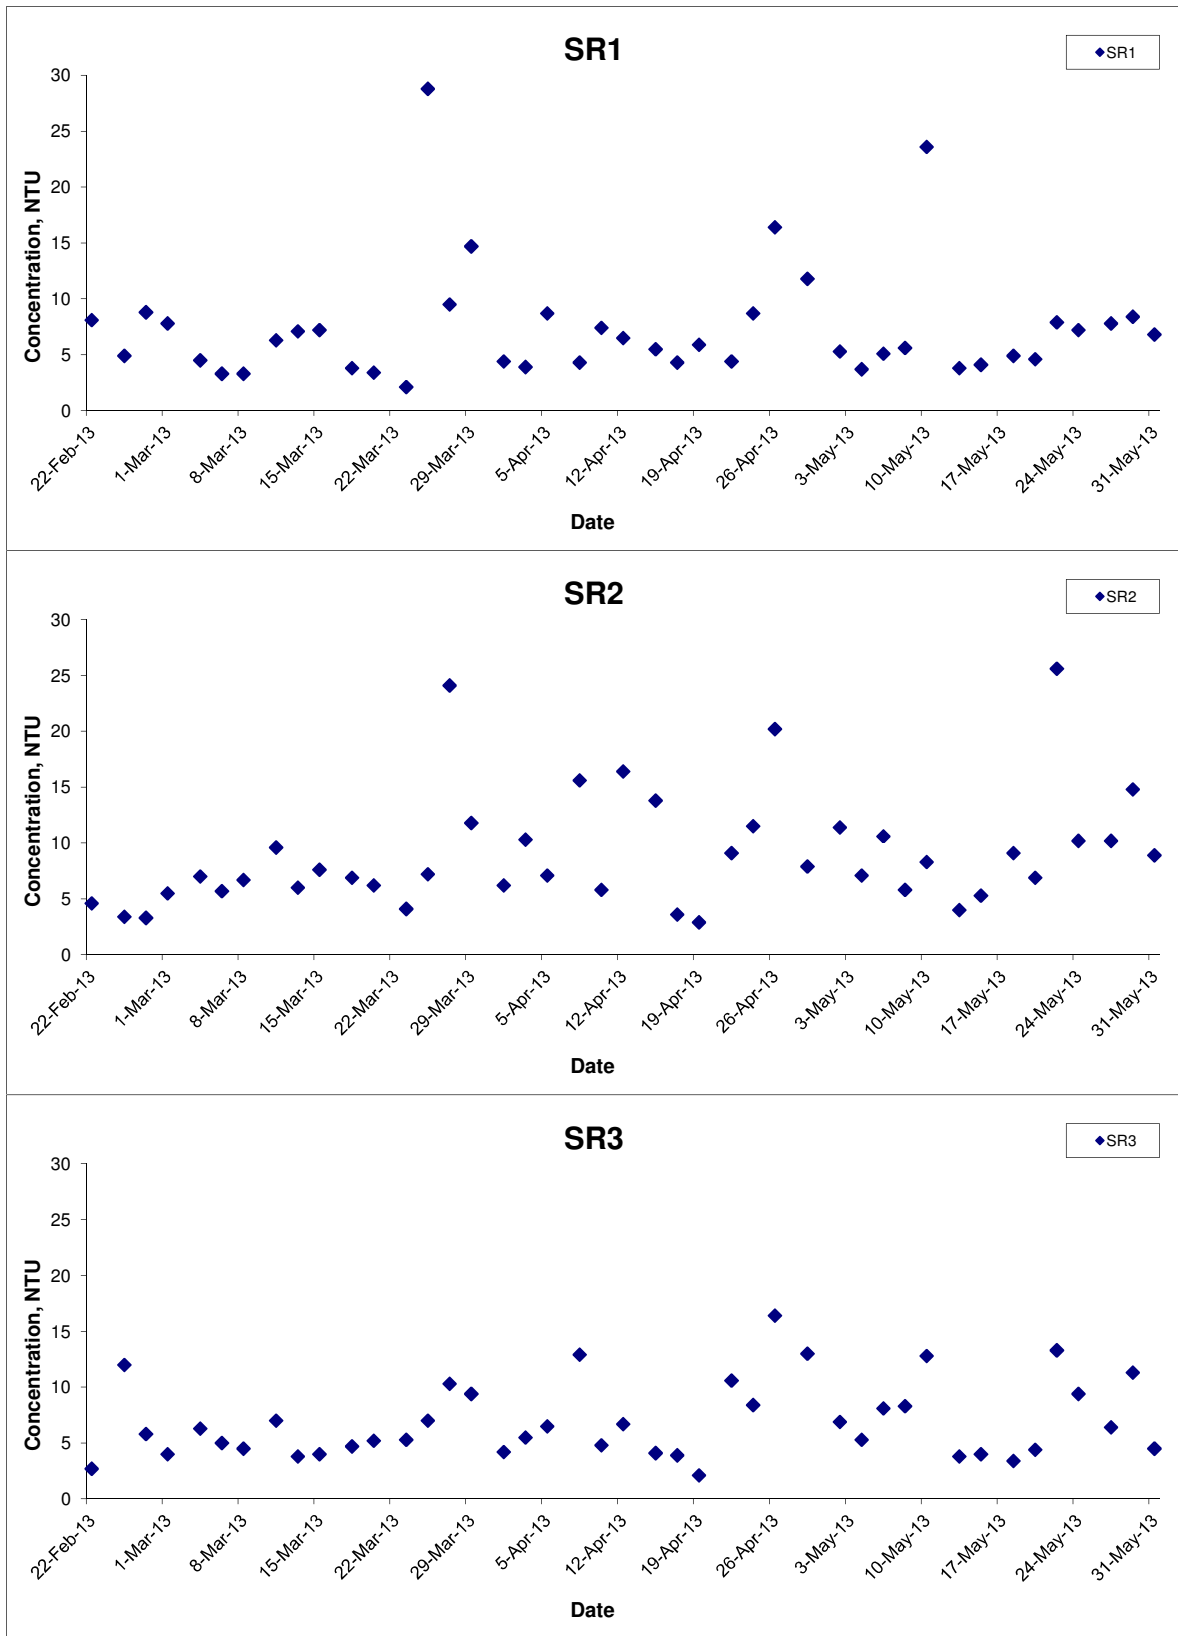 SR1
SR1
30
25
20
15
10
5
0
Concentration, NTU
22-Feb-13
1-Mar-13
8-Mar-13
15-Mar-13
22-Mar-13
29-Mar-13
5-Apr-13
12-Apr-13
19-Apr-13
26-Apr-13
3-May-13
10-May-13
17-May-13
24-May-13
31-May-13
Date
SR2
SR2
30
25
20
15
10
5
0
Concentration, NTU
22-Feb-13
1-Mar-13
8-Mar-13
15-Mar-13
22-Mar-13
29-Mar-13
5-Apr-13
12-Apr-13
19-Apr-13
26-Apr-13
3-May-13
10-May-13
17-May-13
24-May-13
31-May-13
Date
SR3
SR3
30
25
20
15
10
5
0
Concentration, NTU
22-Feb-13
1-Mar-13
8-Mar-13
15-Mar-13
22-Mar-13
29-Mar-13
5-Apr-13
12-Apr-13
19-Apr-13
26-Apr-13
3-May-13
10-May-13
17-May-13
24-May-13
31-May-13
Date